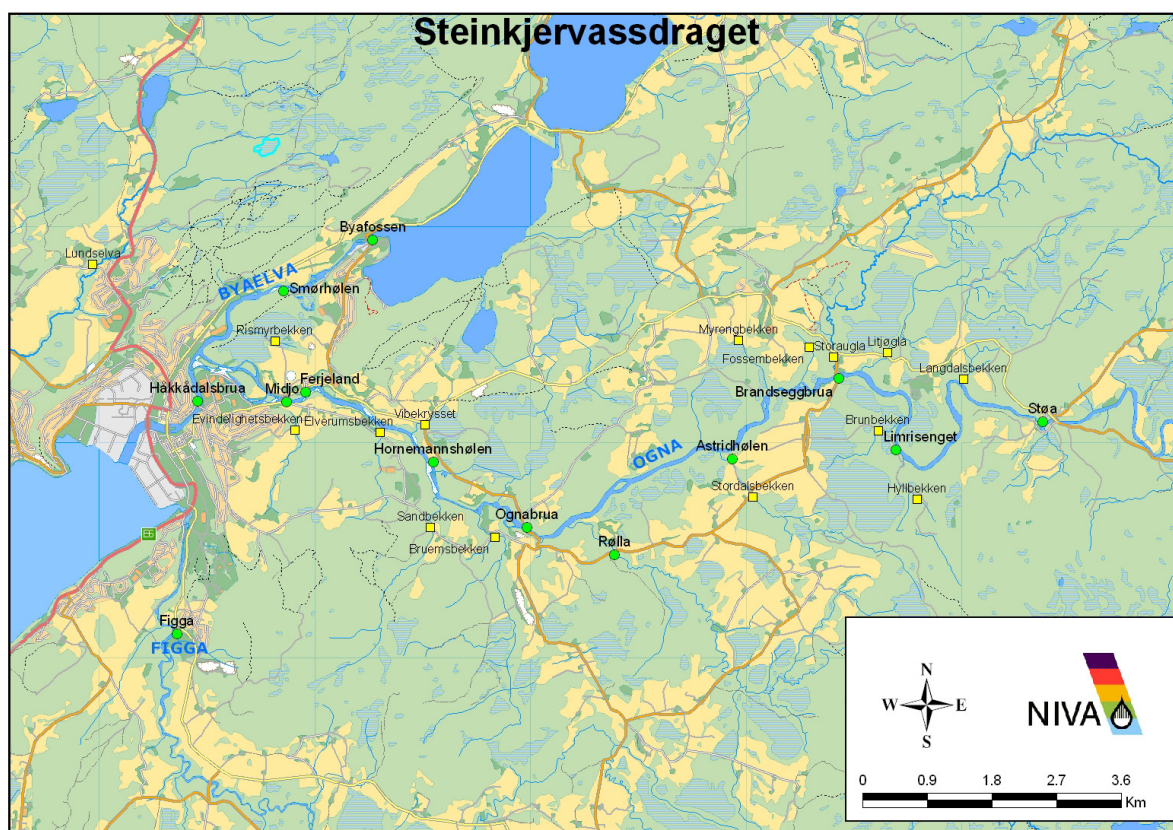 Steinkjervassdraget
Byafossen
Lundselva
BYAELVA
Smørhølen
Rismyrbekken
Myrengbekken
Fossembekken
Storaugla
Litjøgla
Håkkådalsbrua
Midjo
Ferjeland
Brandseggbrua
Langdalsbekken
Evindelighetsbekken
Elverumsbekken
Vibekrysset
Brunbekken
Støa
Hornemannshølen
OGNA
Astridhølen
Limrisenget
Stordalsbekken
Hyllbekken
Sandbekken
Ognabrua
Bruemsbekken
Rølla
Figga
FIGGA
N
W E
S
NIVA
0 0.9 1.8 2.7 3.6
Km